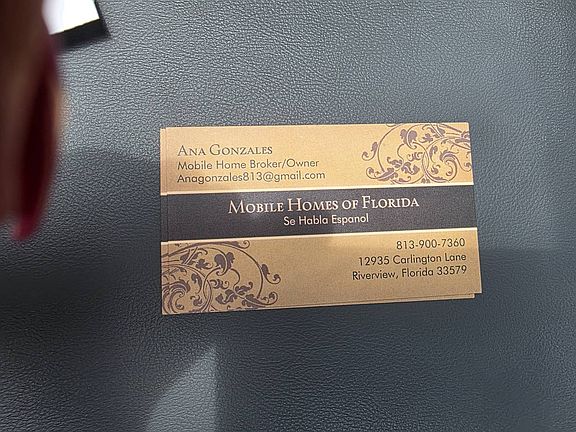 ANA GONZALES
Mobile Home Broker/Owner
Anagonzales813@gmail.com
MOBILE HOMES OF FLORIDA
Se Habla Espanol
813-900-7360
12935 Carlington Lane
Riverview, Florida 33579